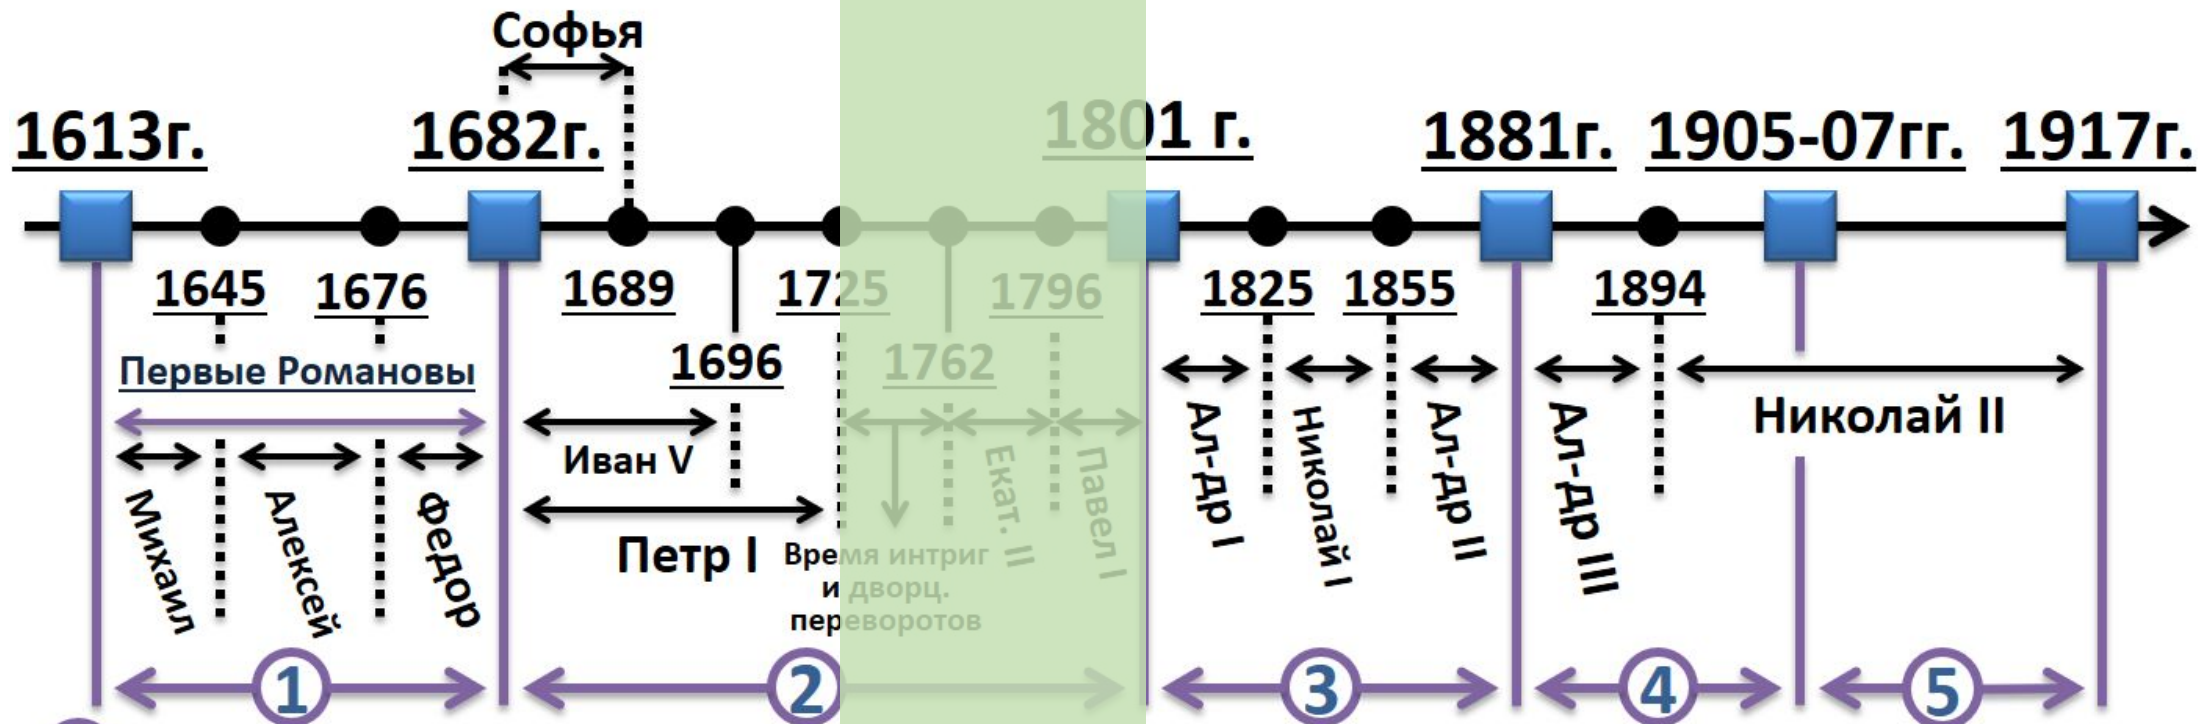 Софья
1613г.
1682г.
1801 г.
1881г.
1905-07гг.
1917г.
1645
1676
1689
1725
1796
1825
1855
1894
1696
1762
Первые Романовы
Михаил
Алексей
Федор
Иван V
Петр I
Время интриг
и дворц.
переворотов
Екат. II
Павел I
Ал-др I
Николай I
Ал-др II
Ал-др III
Николай II
1
2
3
4
5